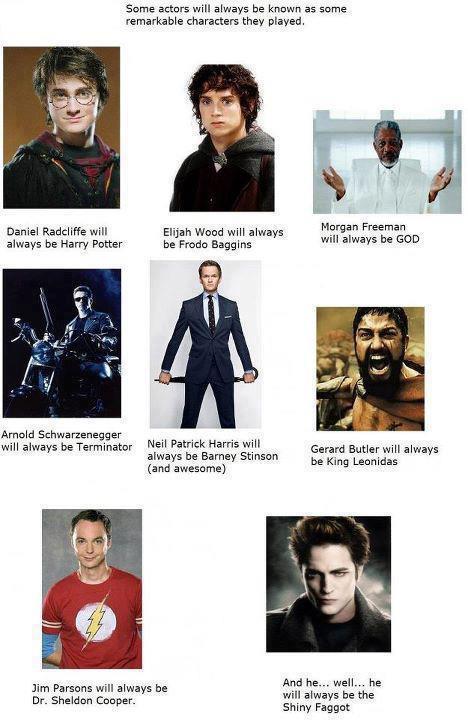 Some actors will always be known as some
remarkable characters they played.
Daniel Radcliffe will
always be Harry Potter
Elijah Wood will always
be Frodo Baggins
Morgan Freeman
will always be GOD
Arnold Schwarzenegger
will always be Terminator
Neil Patrick Harris will
always be Barney Stinson
(and awesome)
Gerard Butler will always
be King Leonidas
Jim Parsons will always be
Dr. Sheldon Cooper.
And he... well... he
will always be the
Shiny Faggot